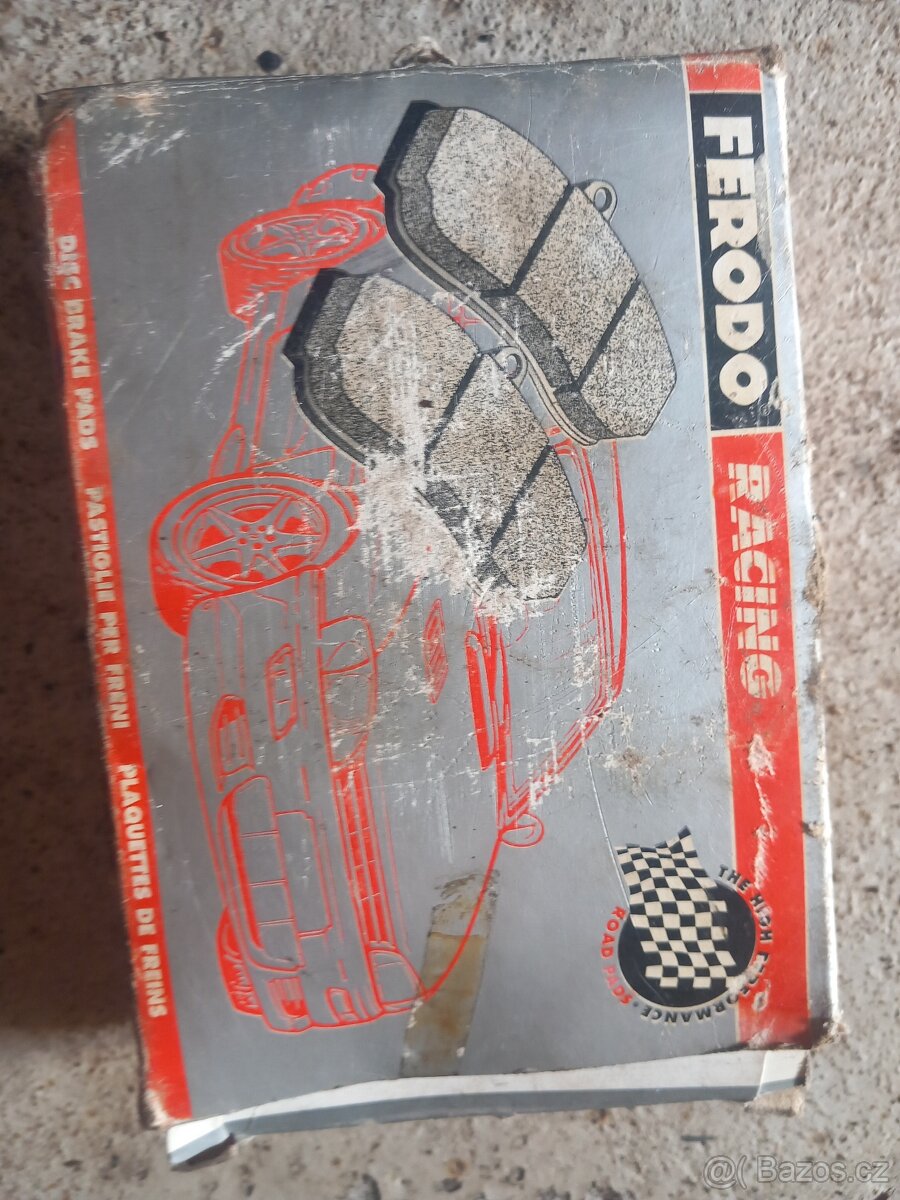 FERODO
RACING
THE HIGH PERFORMANCE
ROAD PADS
DISC BRAKE PADS PASTIGLIE PER FRENI PLAQUETTES DE FREINS
@( Bazos.cz